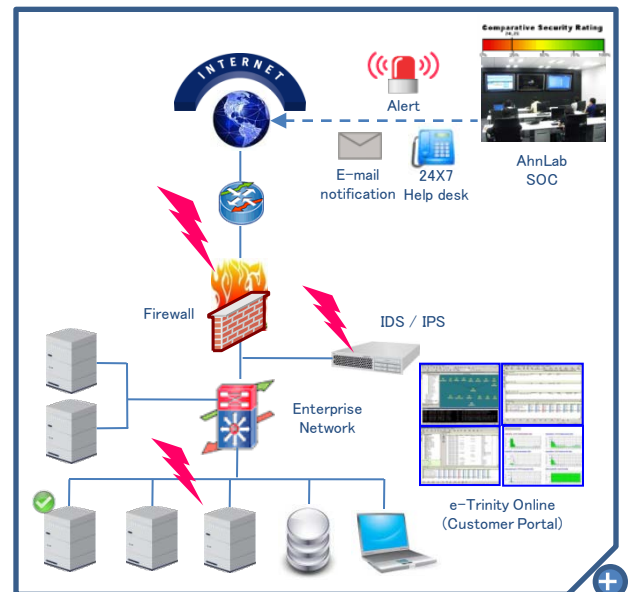 Comparative Security Rating
INTERNET
Alert
E-mail
notification
24X7
Help desk
AhnLab
SOC
Firewall
IDS / IPS
Enterprise
Network
e-Trinity Online
(Customer Portal)